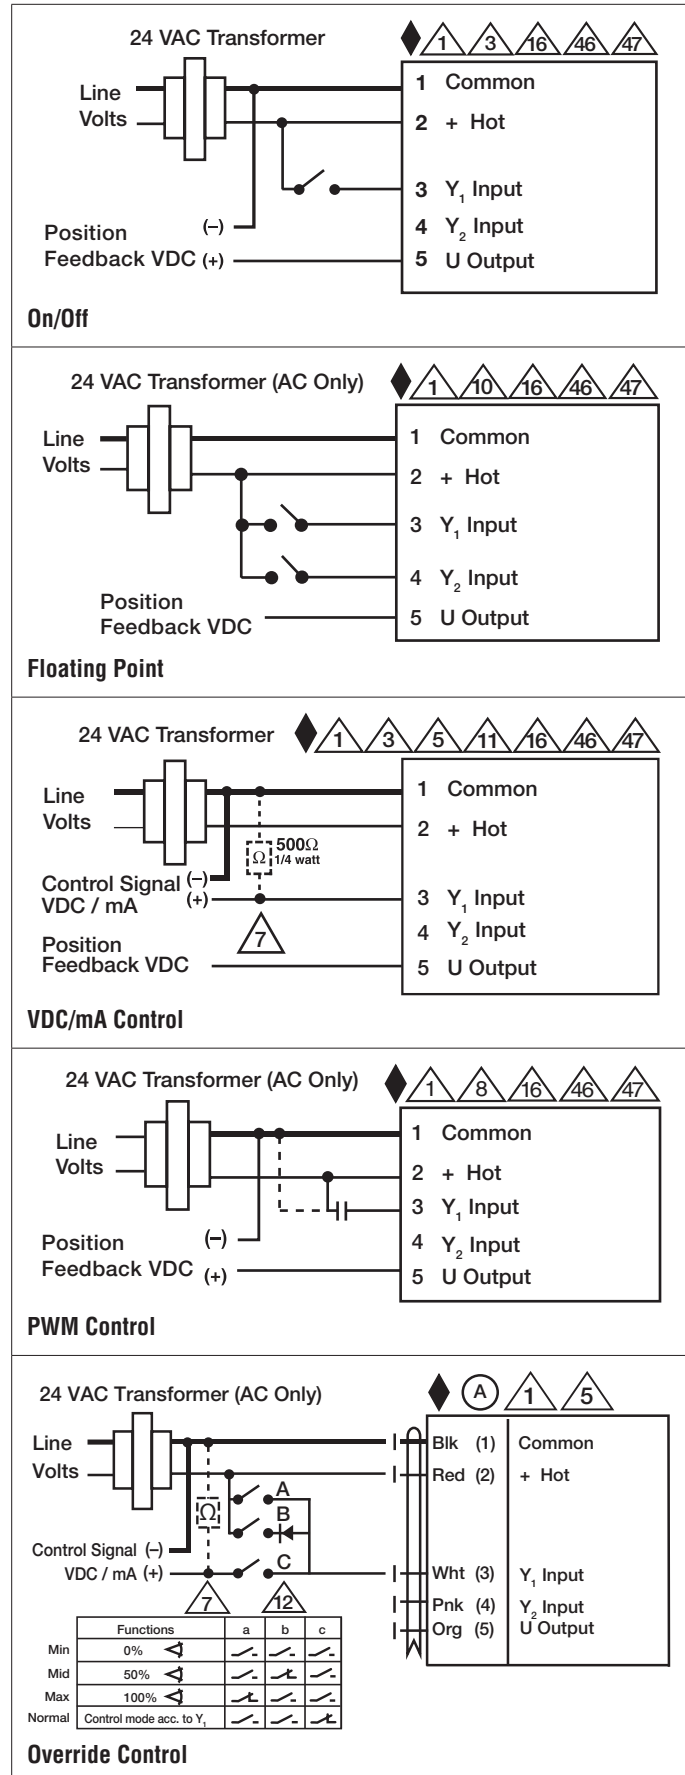 24 VAC Transformer
1 3 16 46 47
Line
Volts
1 Common
2 + Hot
3 Y1 Input
4 Y2 Input
5 U Output
Position
Feedback VDC
(–)
(+)
On/Off
24 VAC Transformer (AC Only)
1 10 16 46 47
Line
Volts
1 Common
2 + Hot
3 Y1 Input
4 Y2 Input
5 U Output
Position
Feedback VDC
Floating Point
24 VAC Transformer
1 3 5 11 16 46 47
Line
Volts
1 Common
2 + Hot
Ω
500Ω
1/4 watt
Control Signal (–)
VDC / mA (+)
7
3 Y1 Input
4 Y2 Input
5 U Output
Position
Feedback VDC
VDC/mA Control
24 VAC Transformer (AC Only)
1 8 16 46 47
Line
Volts
1 Common
2 + Hot
3 Y1 Input
4 Y2 Input
5 U Output
Position
Feedback VDC
(–)
(+)
PWM Control
24 VAC Transformer (AC Only)
A 1 5
Line
Volts
Blk (1) Common
Red (2) + Hot
A
B
C
Ω
Control Signal (–)
VDC / mA (+)
Wht (3) Y1 Input
Pnk (4) Y2 Input
Org (5) U Output
7 12
Functions a b c
Min 0%
Mid 50%
Max 100%
Normal Control mode acc. to Y1
Override Control